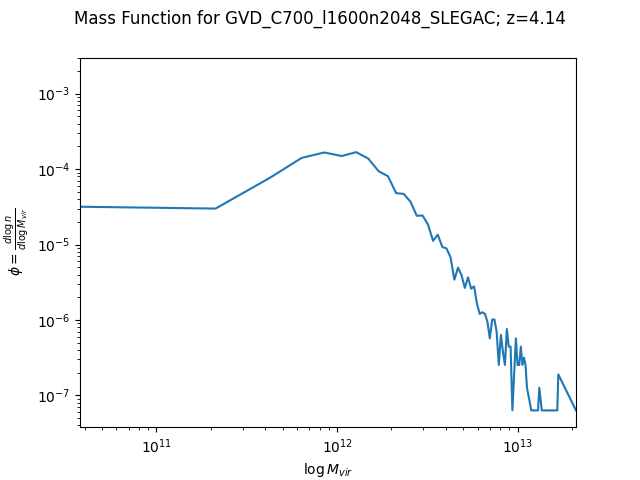 Mass Function for GVD_C700_l1600n2048_SLEGAC; z=4.14
10⁻³
10⁻⁴
10⁻⁵
10⁻⁶
10⁻⁷
ϕ = d log n / d log M_vir
10¹¹
10¹²
10¹³
log M_vir